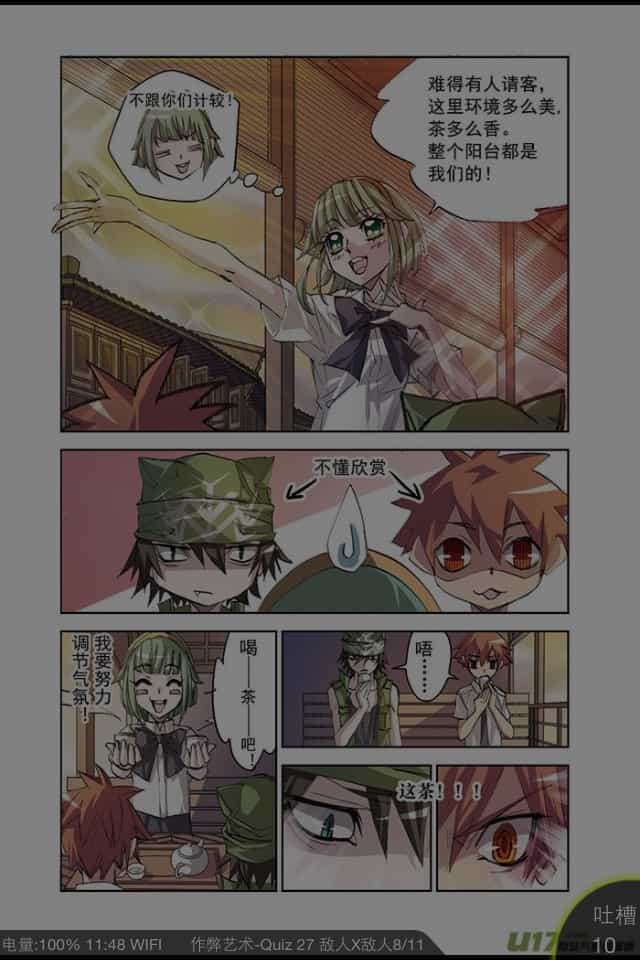 难得有人请客，
这里环境多么美,
茶多么香。
整个阳台都是
我们的！
不跟你们计较！
不懂欣赏
我要努力
调节气氛！
喝——茶——吧！
唔……
这茶！！！
吐槽
10
U17
电量:100% 11:48 WIFI 作弊艺术-Quiz 27 敌人X敌人8/11